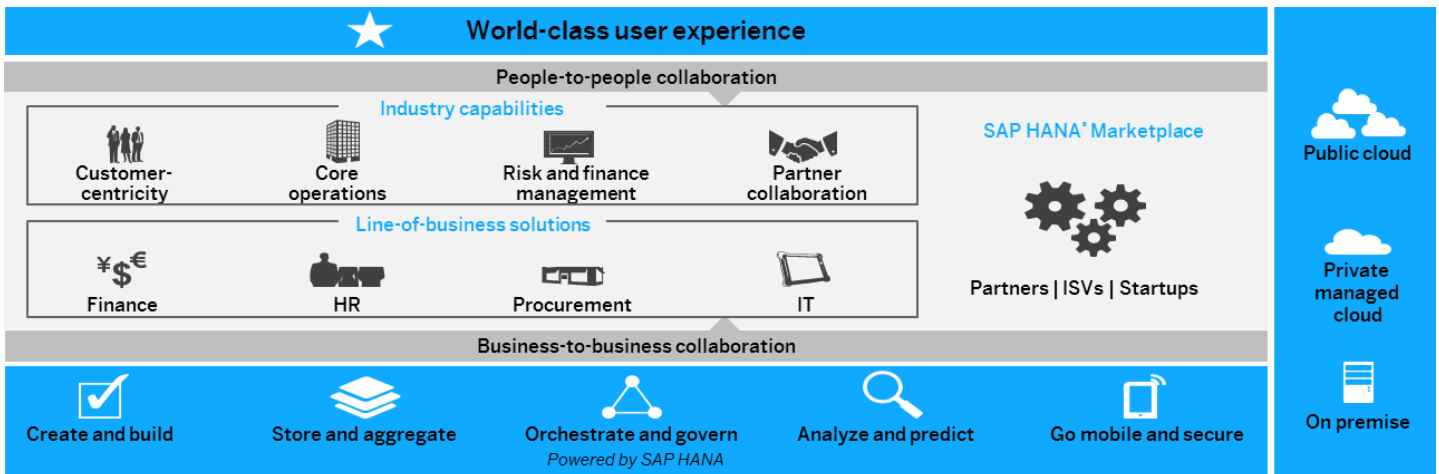 World-class user experience
People-to-people collaboration
Industry capabilities
Customer-
centricity
Core
operations
Risk and finance
management
Partner
collaboration
Line-of-business solutions
¥$€
Finance
HR
Procurement
IT
SAP HANA® Marketplace
Partners | ISVs | Startups
Business-to-business collaboration
Create and build
Store and aggregate
Orchestrate and govern
Powered by SAP HANA
Analyze and predict
Go mobile and secure
Public cloud
Private
managed
cloud
On premise